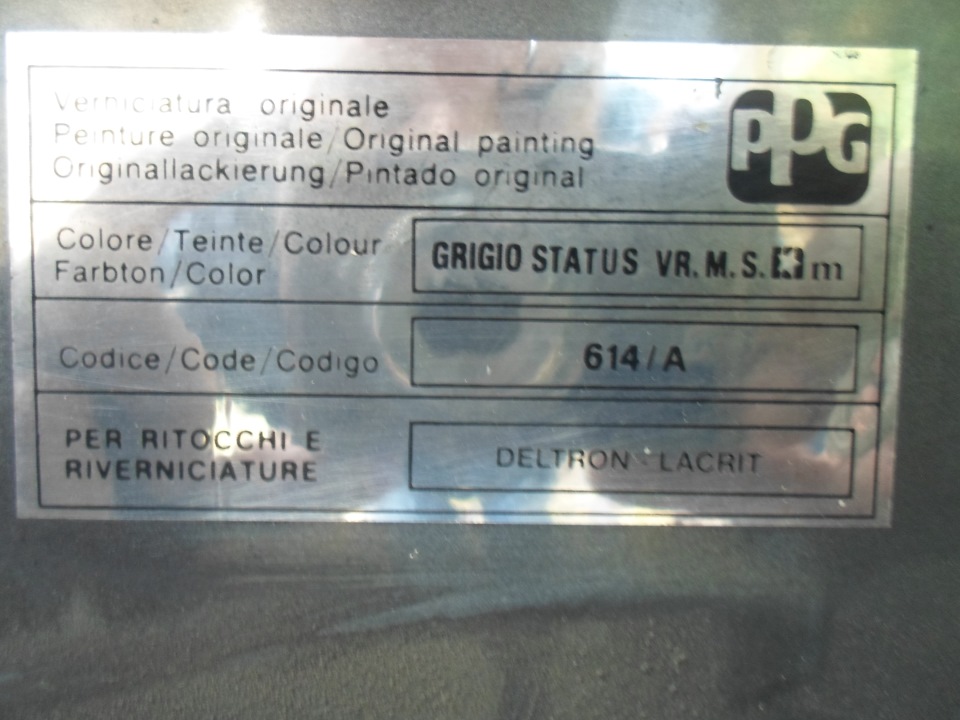 Verniciatura originale
Peinture originale/Original painting
Originallackierung/Pintado original
PPG
Colore/Teinte/Colour
Farbton/Color
GRIGIO STATUS VR. M. S. m
Codice/Code/Codigo
614/A
PER RITOCCHI E
RIVERNICIATURE
DELTRON - LACRIT